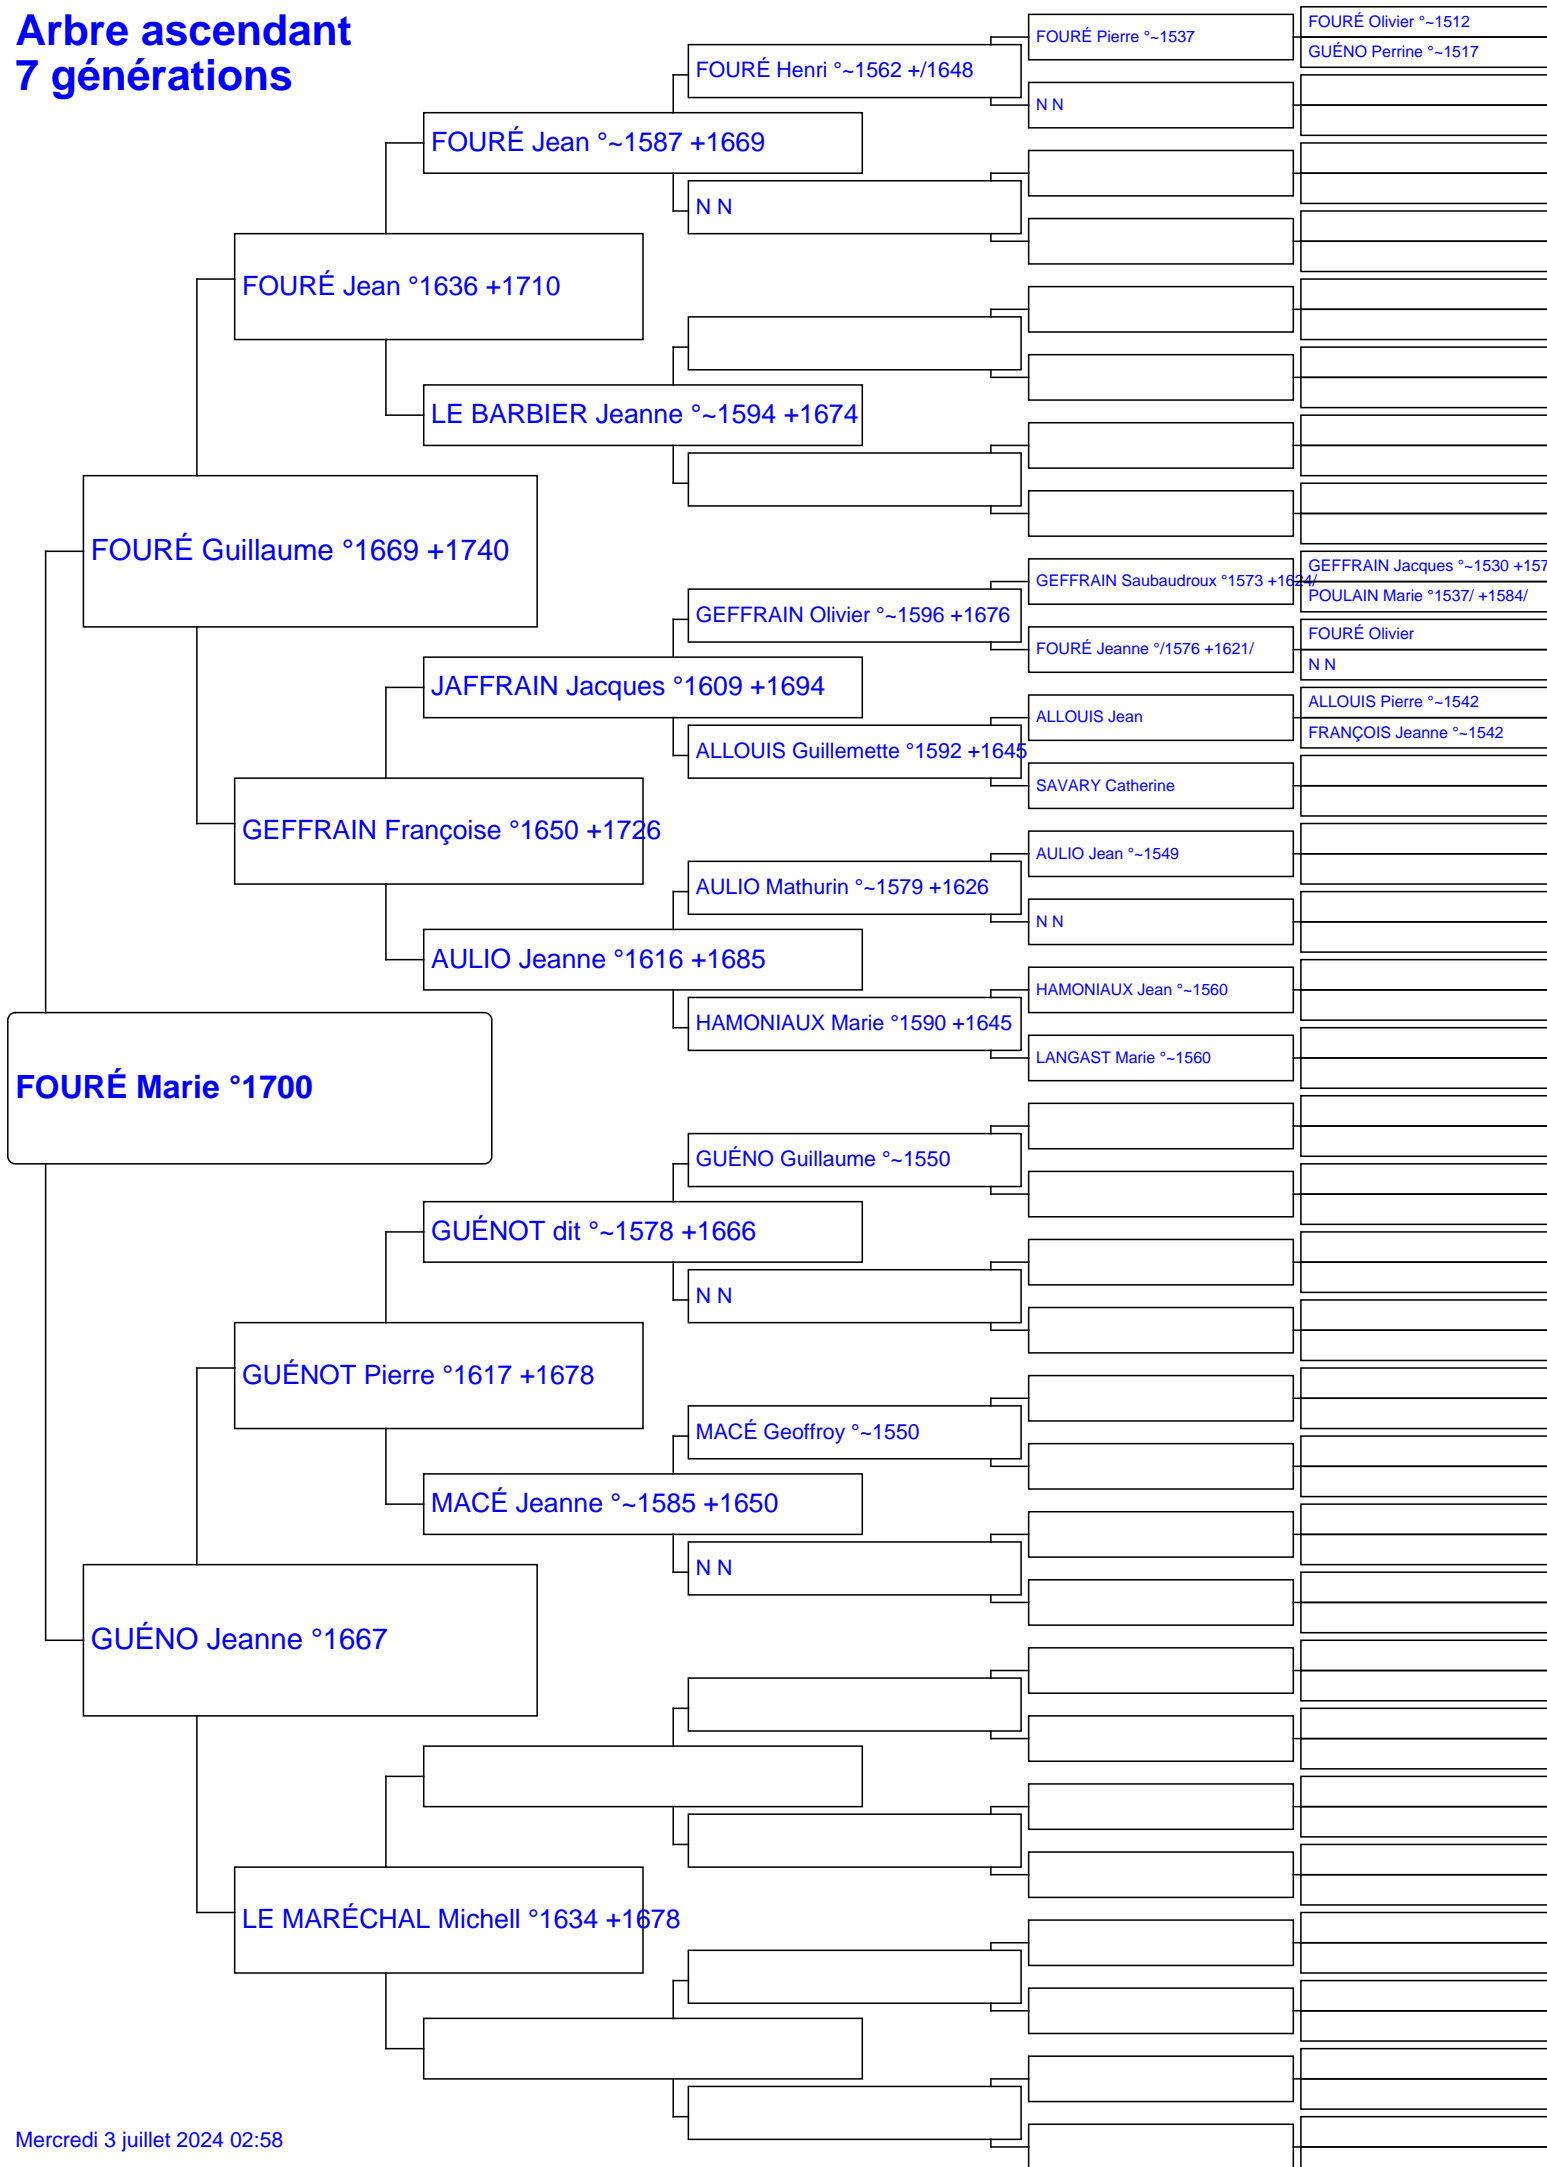 Arbre ascendant
7 générations
FOURÉ Olivier °~1512
FOURÉ Pierre °~1537
GUÉNO Perrine °~1517
FOURÉ Henri °~1562 +/1648
N N
FOURÉ Jean °~1587 +1669
N N
FOURÉ Jean °1636 +1710
LE BARBIER Jeanne °~1594 +1674
FOURÉ Guillaume °1669 +1740
GEFFRAIN Jacques °~1530 +157
GEFFRAIN Saubaudroux °1573 +1624/
POULAIN Marie °1537/ +1584/
GEFFRAIN Olivier °~1596 +1676
FOURÉ Olivier
FOURÉ Jeanne °/1576 +1621/
N N
JAFFRAIN Jacques °1609 +1694
ALLOUIS Pierre °~1542
ALLOUIS Jean
FRANÇOIS Jeanne °~1542
ALLOUIS Guillemette °1592 +1645
SAVARY Catherine
GEFFRAIN Françoise °1650 +1726
AULIO Jean °~1549
AULIO Mathurin °~1579 +1626
N N
AULIO Jeanne °1616 +1685
HAMONIAUX Jean °~1560
HAMONIAUX Marie °1590 +1645
LANGAST Marie °~1560
FOURÉ Marie °1700
GUÉNO Guillaume °~1550
GUÉNOT dit °~1578 +1666
N N
GUÉNOT Pierre °1617 +1678
MACÉ Geoffroy °~1550
MACÉ Jeanne °~1585 +1650
N N
GUÉNO Jeanne °1667
LE MARÉCHAL Michell °1634 +1678
Mercredi 3 juillet 2024 02:58